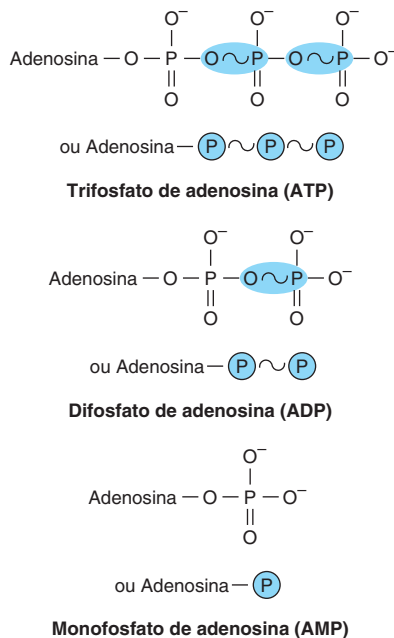 O⁻ O⁻ O⁻
Adenosina — O — P — O ~ P — O ~ P — O⁻
O O O
ou Adenosina — P ~ P ~ P
Trifosfato de adenosina (ATP)
O⁻ O⁻
Adenosina — O — P — O ~ P — O⁻
O O
ou Adenosina — P ~ P
Difosfato de adenosina (ADP)
O⁻
Adenosina — O — P — O⁻
O
ou Adenosina — P
Monofosfato de adenosina (AMP)